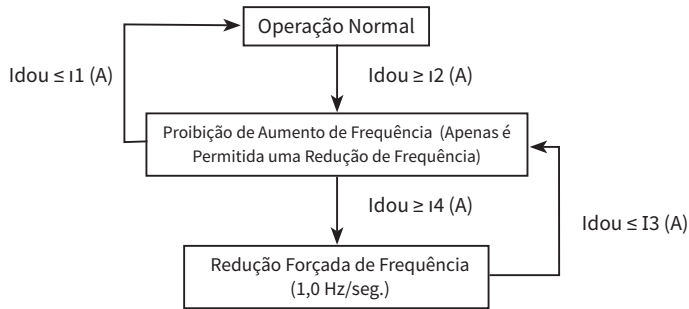 Operação Normal
Idou ≤ ı1 (A)
Idou ≥ ı2 (A)
Proibição de Aumento de Frequência (Apenas é
Permitida uma Redução de Frequência)
Idou ≥ ı4 (A)
Idou ≤ I3 (A)
Redução Forçada de Frequência
(1,0 Hz/seg.)